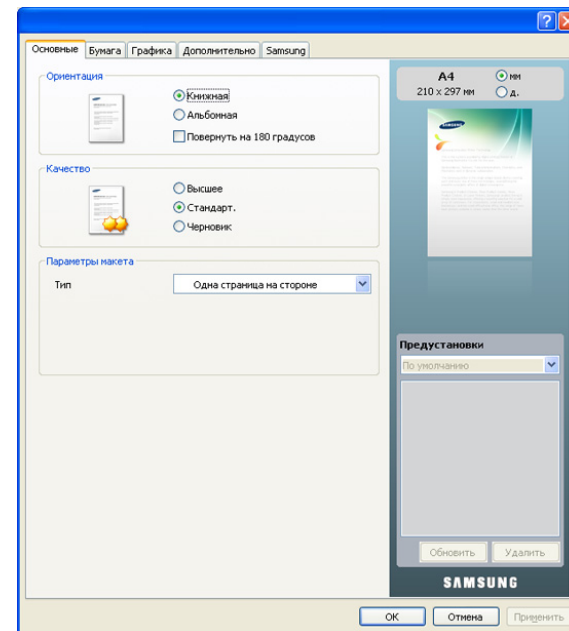 Основные Бумага Графика Дополнительно Samsung
Ориентация
Книжная
Альбомная
Повернуть на 180 градусов
Качество
Высшее
Стандарт.
Черновик
Параметры макета
Тип Одна страница на стороне
A4
210 x 297 мм
мм
д.
Предустановки
По умолчанию
Обновить Удалить
SAMSUNG
OK Отмена Применить